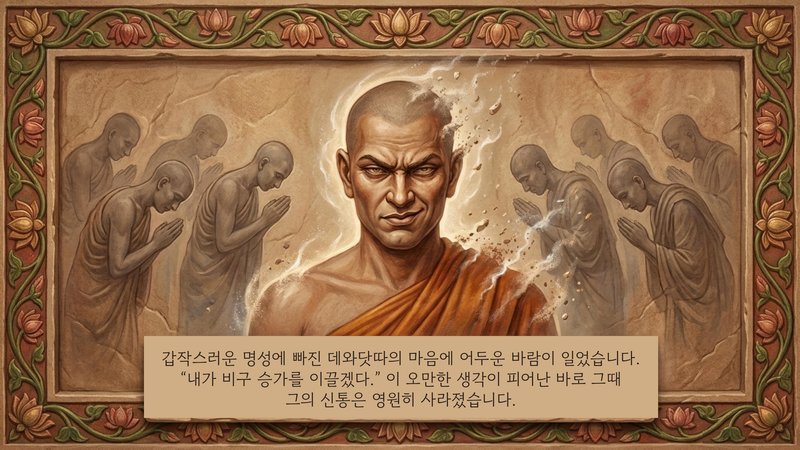 갑작스러운 명성에 빠진 데와닷따의 마음에 어두운 바람이 일었습니다.
“내가 비구 승가를 이끌겠다.” 이 오만한 생각이 피어난 바로 그때
그의 신통은 영원히 사라졌습니다.